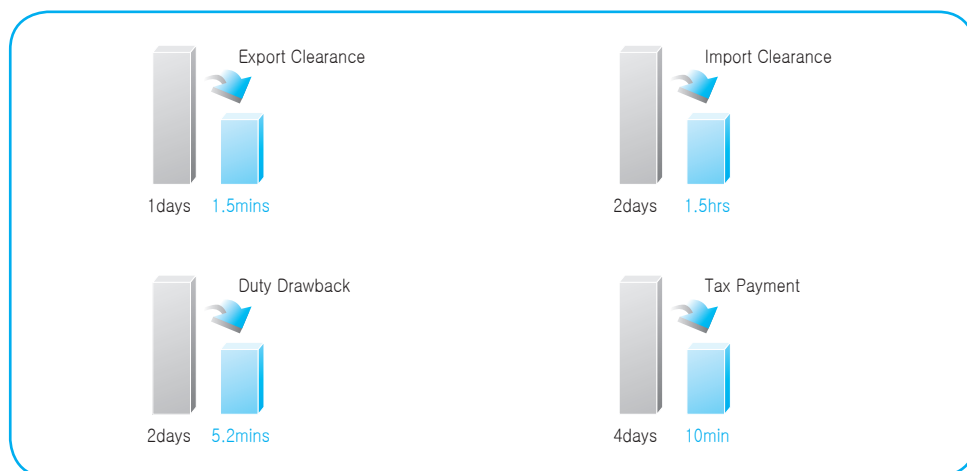 Export Clearance
1days 1.5mins
Import Clearance
2days 1.5hrs
Duty Drawback
2days 5.2mins
Tax Payment
4days 10min